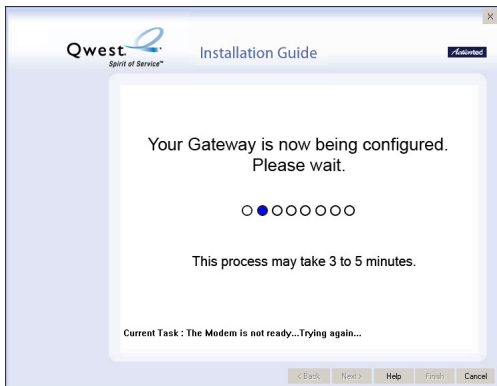 X
Qwest
Spirit of Service™
Installation Guide
Actiontec
Your Gateway is now being configured.
Please wait.
This process may take 3 to 5 minutes.
Current Task : The Modem is not ready...Trying again...
< Back Next > Help Finish Cancel